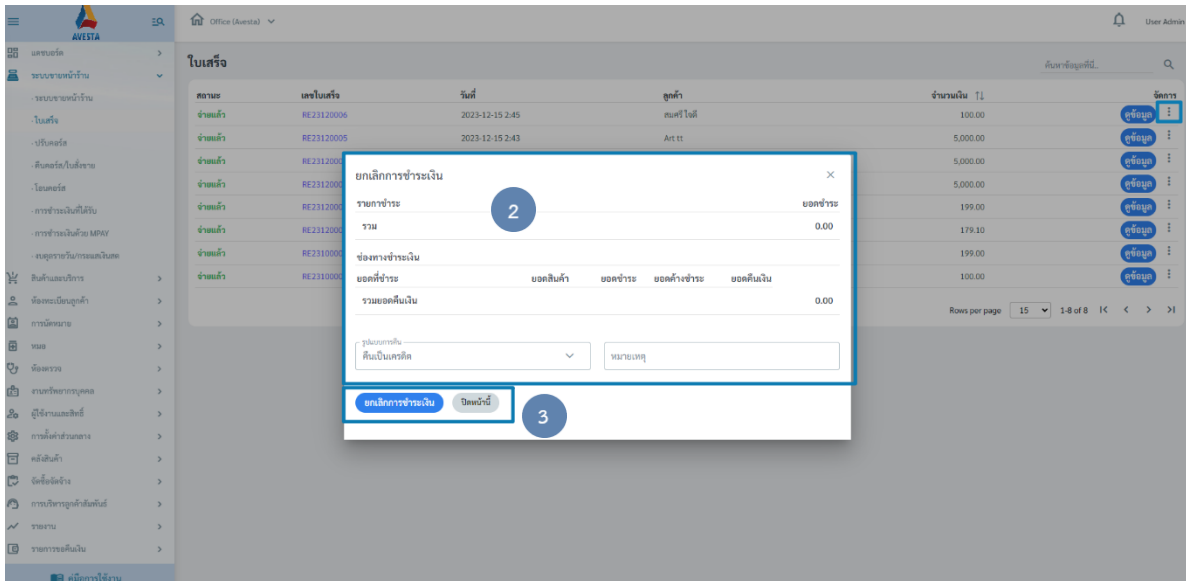 AVESTA
Office (Avesta)
User Admin
แดชบอร์ด
ระบบขายหน้าร้าน
- ระบบขายหน้าร้าน
- ใบเสร็จ
- ปรับคอร์ส
- คืนคอร์ส/ใบสั่งขาย
- โอนคอร์ส
- การชำระเงินที่ได้รับ
- การชำระเงินด้วย MPAY
- งบดุลรายวัน/กระแสเงินสด
สินค้าและบริการ
ห้องทะเบียนลูกค้า
การนัดหมาย
หมอ
ห้องตรวจ
งานทรัพยากรบุคคล
ผู้ใช้งานและสิทธิ์
การตั้งค่าส่วนกลาง
คลังสินค้า
จัดซื้อจัดจ้าง
การบริหารลูกค้าสัมพันธ์
รายงาน
รายการขอคืนเงิน
คู่มือการใช้งาน
ใบเสร็จ
ค้นหาข้อมูลที่นี่..
สถานะ เลขใบเสร็จ วันที่ ลูกค้า จำนวนเงิน จัดการ
จ่ายแล้ว RE23120006 2023-12-15 2:45 สมศรี ใจดี 100.00 ดูข้อมูล
จ่ายแล้ว RE23120005 2023-12-15 2:43 Art tt 5,000.00 ดูข้อมูล
จ่ายแล้ว RE2312000 5,000.00 ดูข้อมูล
จ่ายแล้ว RE2312000 5,000.00 ดูข้อมูล
จ่ายแล้ว RE2312000 199.00 ดูข้อมูล
จ่ายแล้ว RE2312000 179.10 ดูข้อมูล
จ่ายแล้ว RE2310000 199.00 ดูข้อมูล
จ่ายแล้ว RE2310000 100.00 ดูข้อมูล
Rows per page 15 1-8 of 8
ยกเลิกการชำระเงิน
2
รายการชำระ ยอดชำระ
รวม 0.00
ช่องทางชำระเงิน
ยอดที่ชำระ ยอดสินค้า ยอดชำระ ยอดค้างชำระ ยอดคืนเงิน
รวมยอดคืนเงิน 0.00
รูปแบบการคืน
คืนเป็นเครดิต หมายเหตุ
ยกเลิกการชำระเงิน ปิดหน้านี้
3